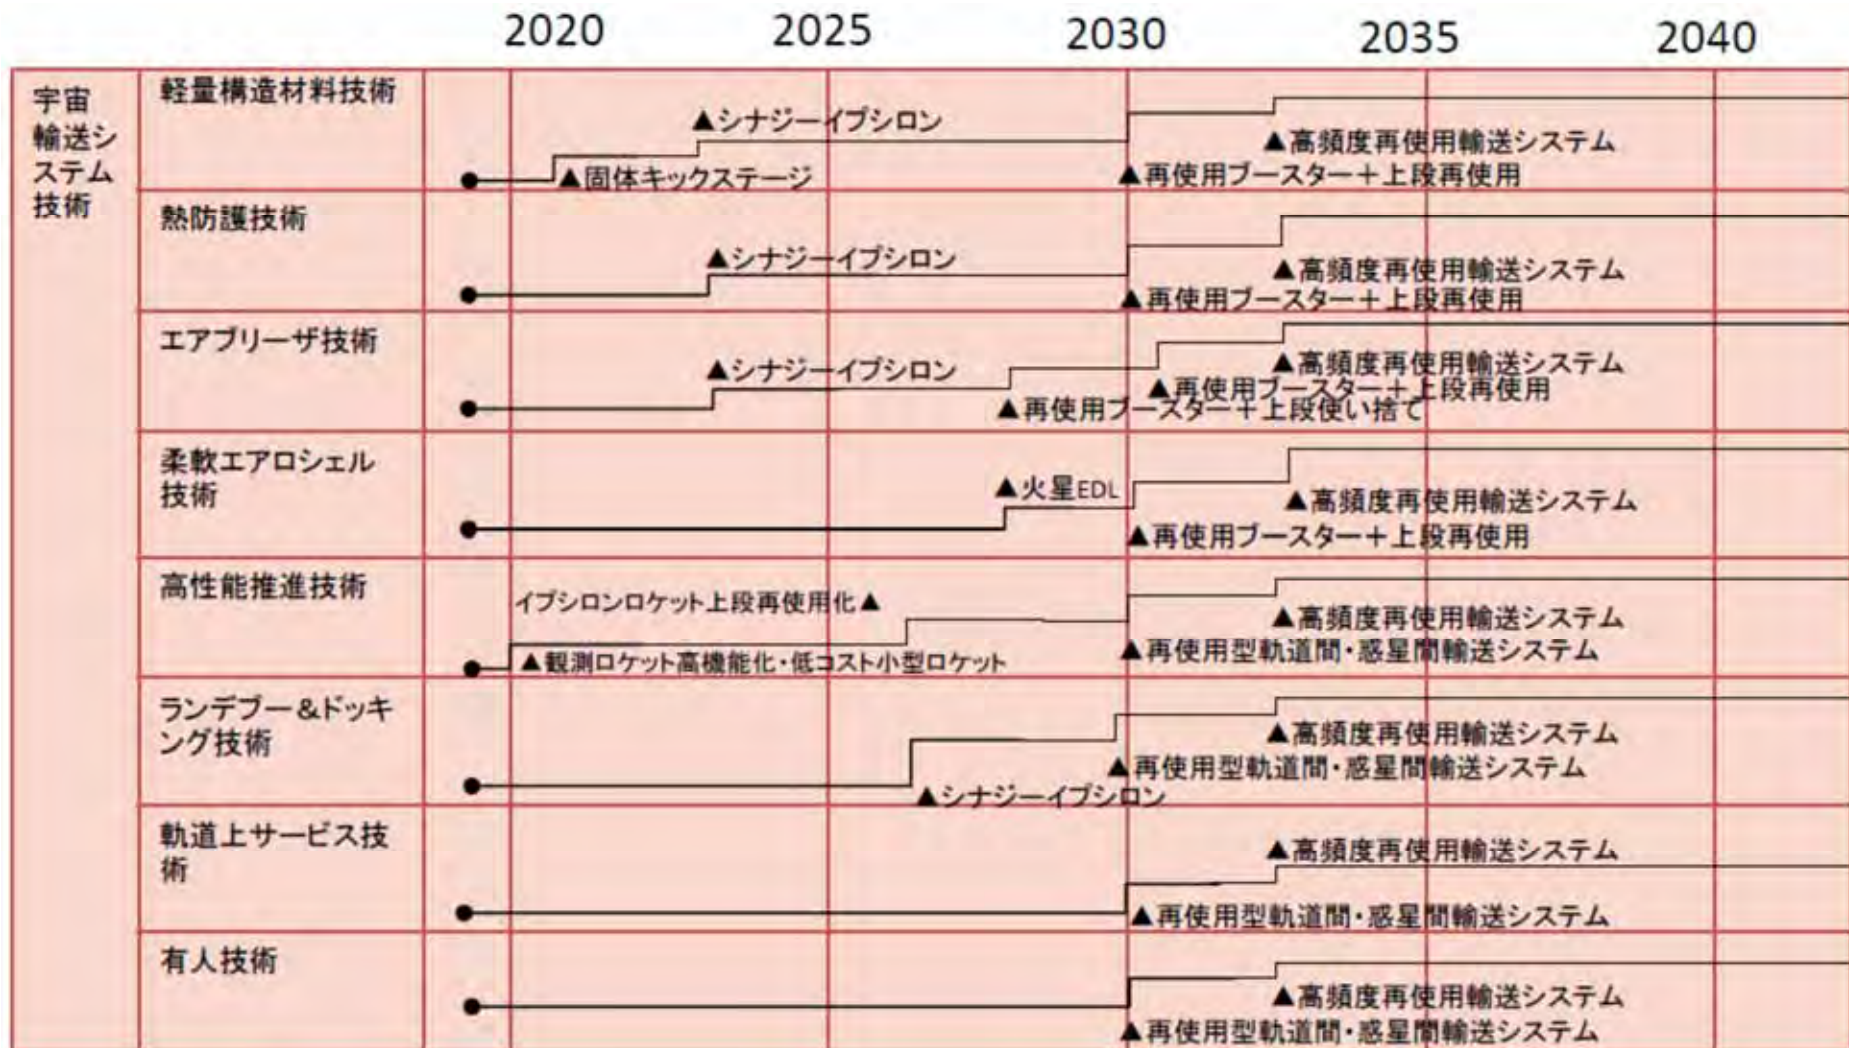 2020 2025 2030 2035 2040
宇宙
輸送シ
ステム
技術
軽量構造材料技術
▲シナジーイプシロン
▲高頻度再使用輸送システム
▲固体キックステージ
▲再使用ブースター＋上段再使用
熱防護技術
▲シナジーイプシロン
▲高頻度再使用輸送システム
▲再使用ブースター＋上段再使用
エアブリーザ技術
▲シナジーイプシロン
▲高頻度再使用輸送システム
▲再使用ブースター＋上段再使用
▲再使用ブースター＋上段使い捨て
柔軟エアロシェル
技術
▲火星EDL
▲高頻度再使用輸送システム
▲再使用ブースター＋上段再使用
高性能推進技術
イプシロンロケット上段再使用化▲
▲高頻度再使用輸送システム
▲再使用型軌道間・惑星間輸送システム
▲観測ロケット高機能化・低コスト小型ロケット
ランデブー＆ドッキ
ング技術
▲高頻度再使用輸送システム
▲再使用型軌道間・惑星間輸送システム
▲シナジーイプシロン
軌道上サービス技
術
▲高頻度再使用輸送システム
▲再使用型軌道間・惑星間輸送システム
有人技術
▲高頻度再使用輸送システム
▲再使用型軌道間・惑星間輸送システム